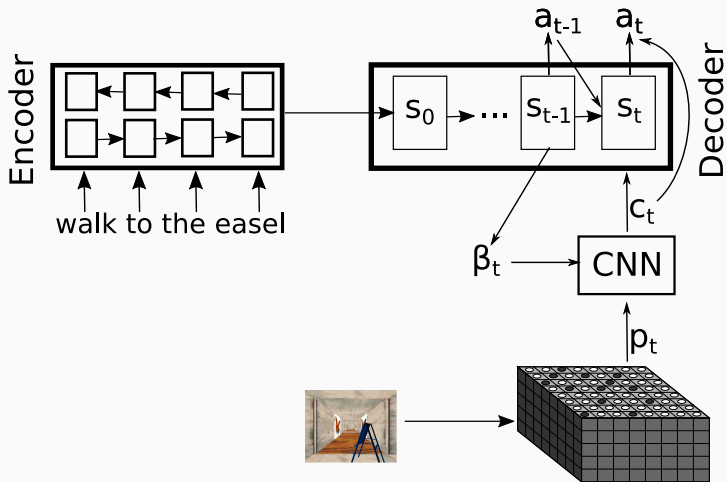 a_{t-1} a_t
Encoder
Decoder
s_0 ... s_{t-1} s_t
walk to the easel
c_t
β_t
CNN
p_t